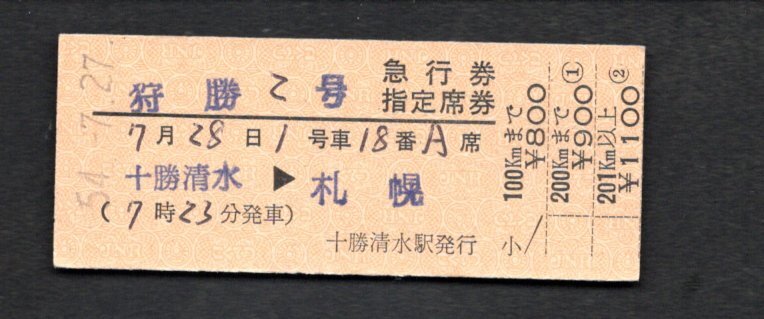 54.-7.27
狩勝2号 急行券
指定席券
7月28日1号車18番A席
十勝清水 ▶ 札幌
(7時23分発車)
十勝清水駅発行 小/
100Kmまで ¥800
200Kmまで ¥900 ①
201Km以上 ¥1100 ②